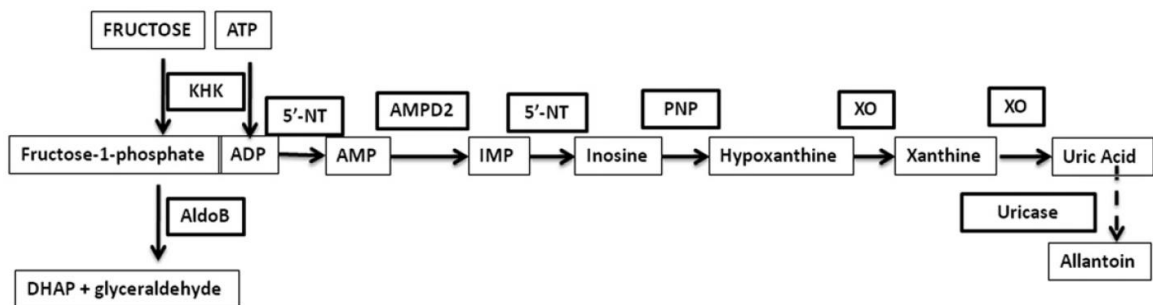 FRUCTOSE ATP
KHK
5’-NT AMPD2 5’-NT PNP XO XO
Fructose-1-phosphate ADP AMP IMP Inosine Hypoxanthine Xanthine Uric Acid
AldoB Uricase
DHAP + glyceraldehyde Allantoin